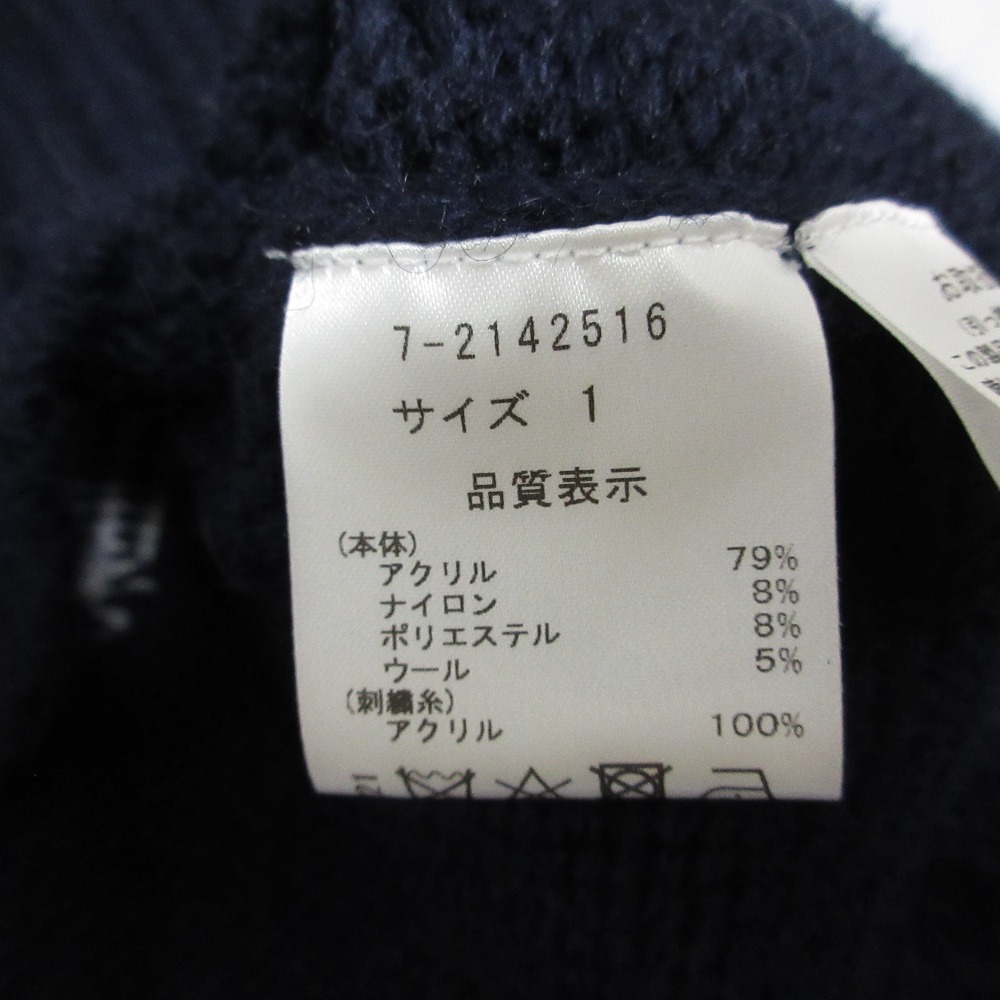 7-2142516
サイズ 1
品質表示
(本体)
アクリル 79%
ナイロン 8%
ポリエステル 8%
ウール 5%
(刺繍糸)
アクリル 100%
21